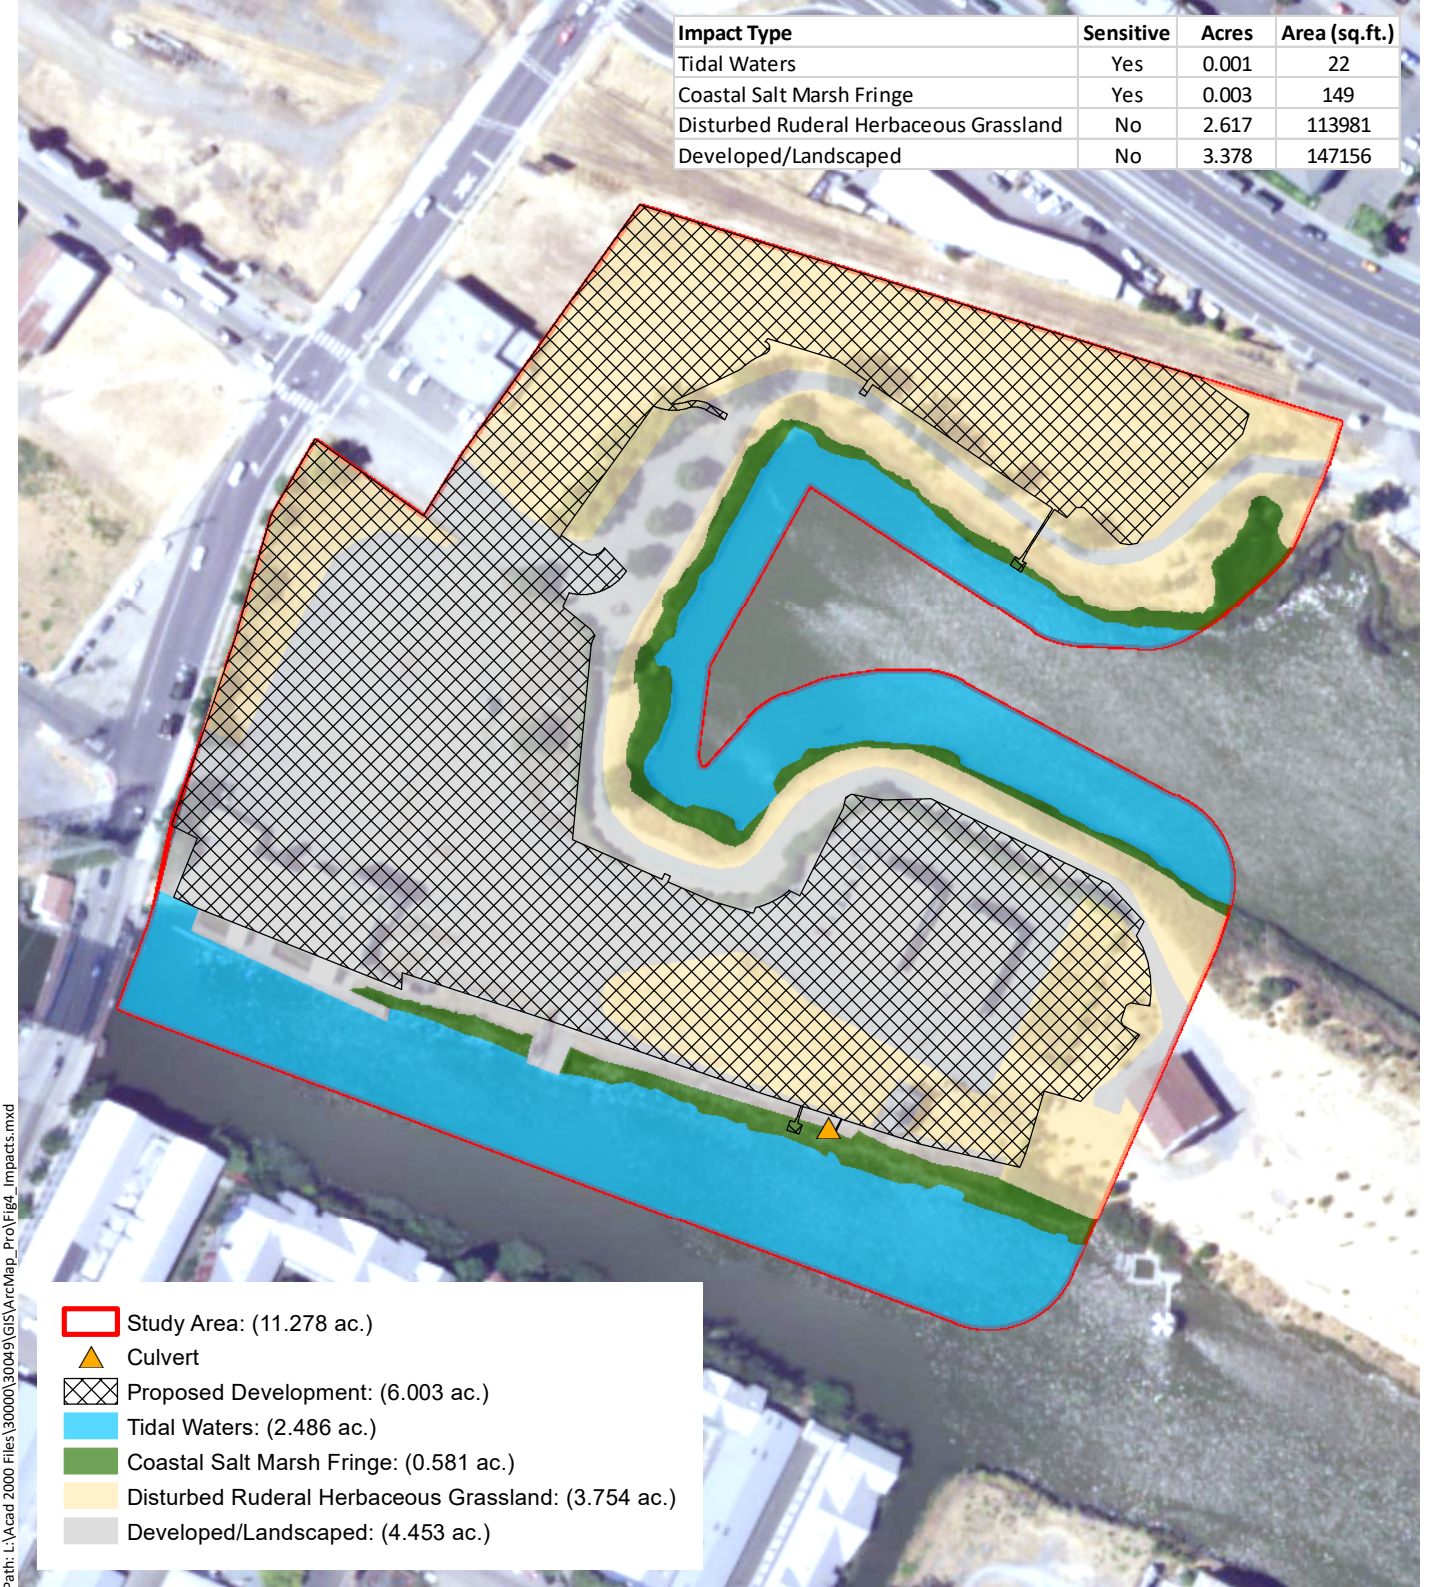 Impact Type Sensitive Acres Area (sq.ft.)
Tidal Waters Yes 0.001 22
Coastal Salt Marsh Fringe Yes 0.003 149
Disturbed Ruderal Herbaceous Grassland No 2.617 113981
Developed/Landscaped No 3.378 147156
Study Area: (11.278 ac.)
Culvert
Proposed Development: (6.003 ac.)
Tidal Waters: (2.486 ac.)
Coastal Salt Marsh Fringe: (0.581 ac.)
Disturbed Ruderal Herbaceous Grassland: (3.754 ac.)
Developed/Landscaped: (4.453 ac.)
Path: L:\Acad 2000 Files\30000\30049\GIS\ArcMap_Pro\Fig4_Impacts.mxd